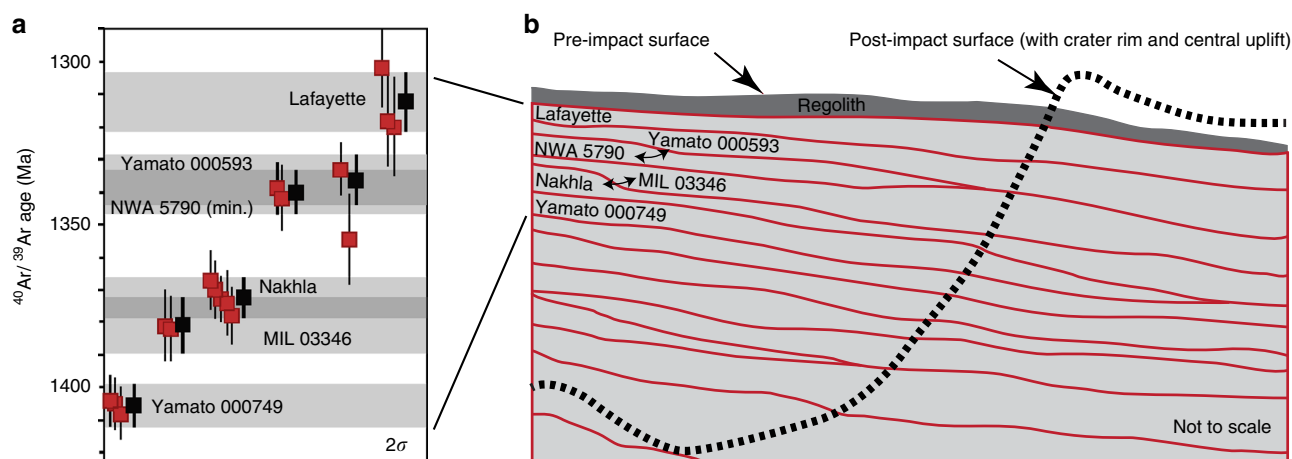 a
⁴⁰Ar/ ³⁹Ar age (Ma)
1300
1350
1400
Lafayette
Yamato 000593
NWA 5790 (min.)
Nakhla
MIL 03346
Yamato 000749
2σ
b
Pre-impact surface
Post-impact surface (with crater rim and central uplift)
Regolith
Lafayette
Yamato 000593
NWA 5790
Nakhla
MIL 03346
Yamato 000749
Not to scale